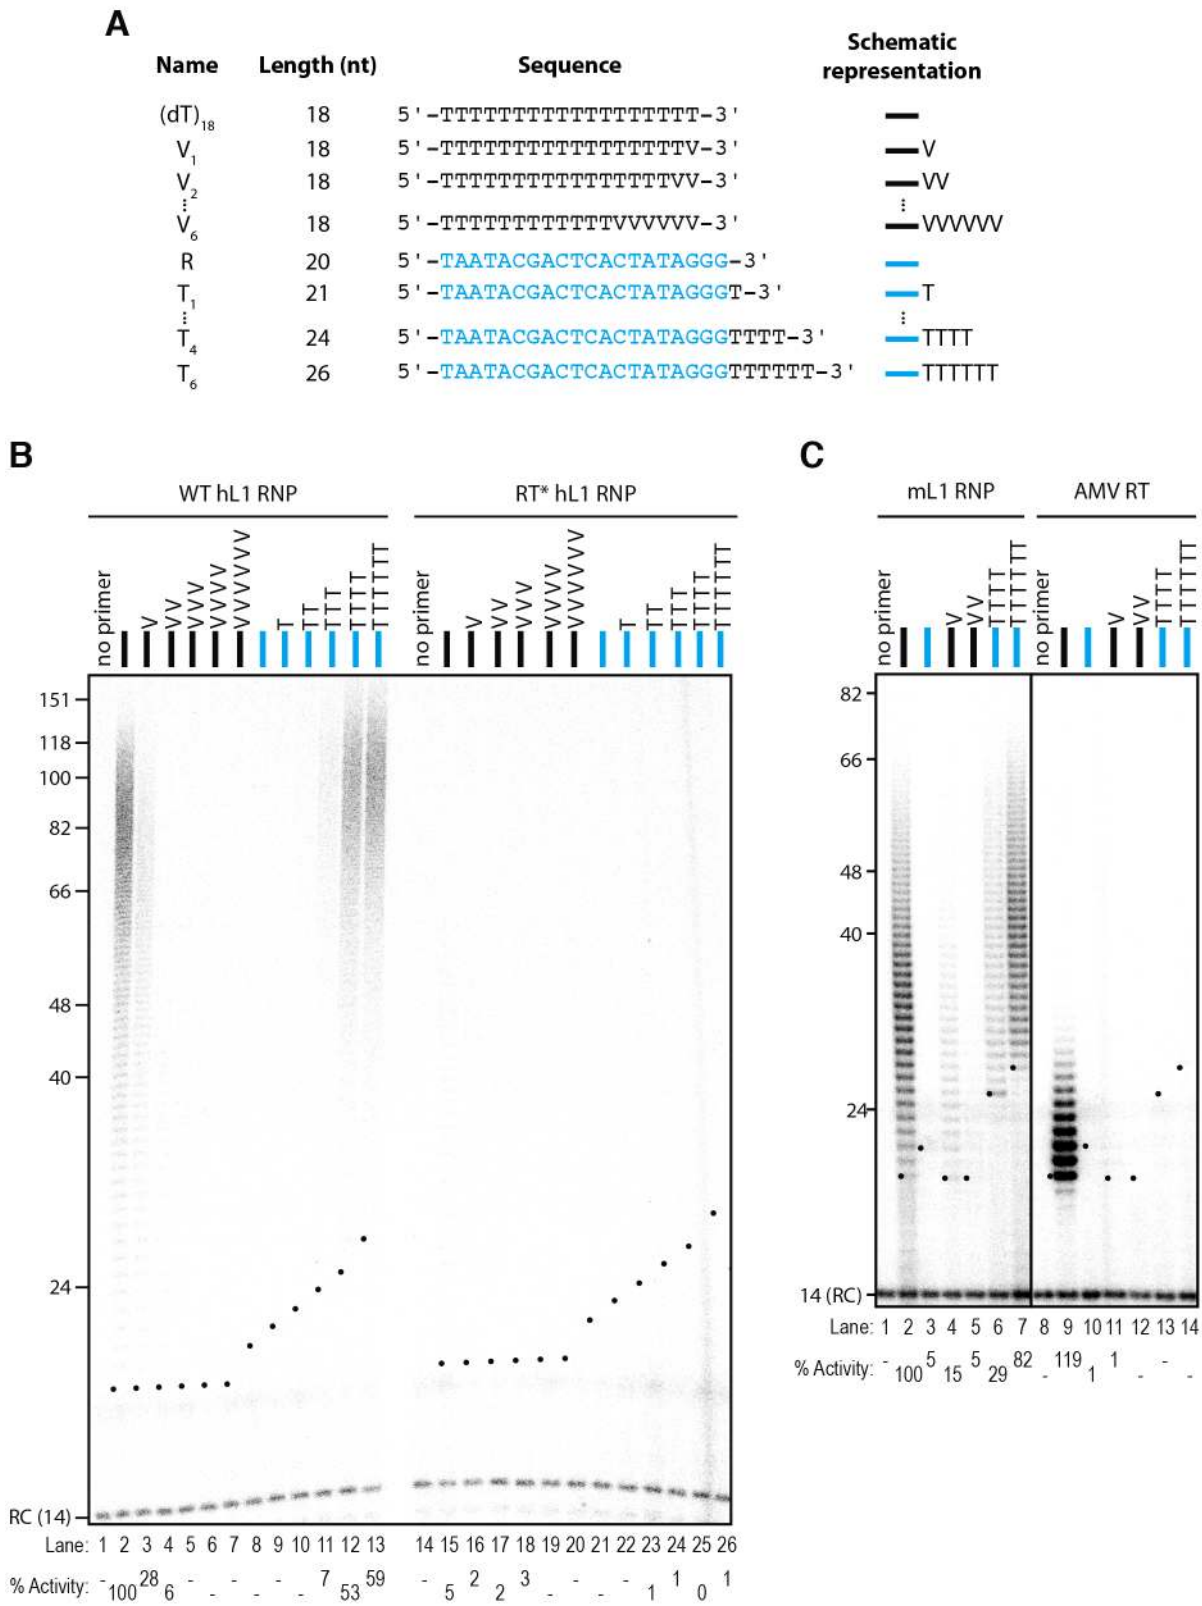 A
Name Length (nt) Sequence Schematic representation
(dT)18 18 5'-TTTTTTTTTTTTTTTTTT-3'
V1 18 5'-TTTTTTTTTTTTTTTTTV-3' V
V2 18 5'-TTTTTTTTTTTTTTTTVV-3' VV
⋮ ⋮
V6 18 5'-TTTTTTTTTTTTVVVVVV-3' VVVVVV
R 20 5'-TAATACGACTCACTATAGGG-3'
T1 21 5'-TAATACGACTCACTATAGGGT-3' T
⋮ ⋮
T4 24 5'-TAATACGACTCACTATAGGGTTTT-3' TTTT
T6 26 5'-TAATACGACTCACTATAGGGTTTTTT-3' TTTTTT
B
WT hL1 RNP RT* hL1 RNP
no primer V VV VVV VVVV VVVVVV T TT TTT TTTT TTTTTT no primer V VV VVV VVVV VVVVVV T TT TTT TTTT TTTTTT
151
118
100
82
66
48
40
24
RC (14)
Lane: 1 2 3 4 5 6 7 8 9 10 11 12 13 14 15 16 17 18 19 20 21 22 23 24 25 26
% Activity: - 100 28 6 - - - - - - 7 53 59 - 5 2 2 3 - - - - 1 1 0 1
C
mL1 RNP AMV RT
no primer V VV TTTT TTTTTT no primer V VV TTTT TTTTTT
82
66
48
40
24
14 (RC)
Lane: 1 2 3 4 5 6 7 8 9 10 11 12 13 14
% Activity: - 100 5 15 5 29 82 - 119 1 1 - - -